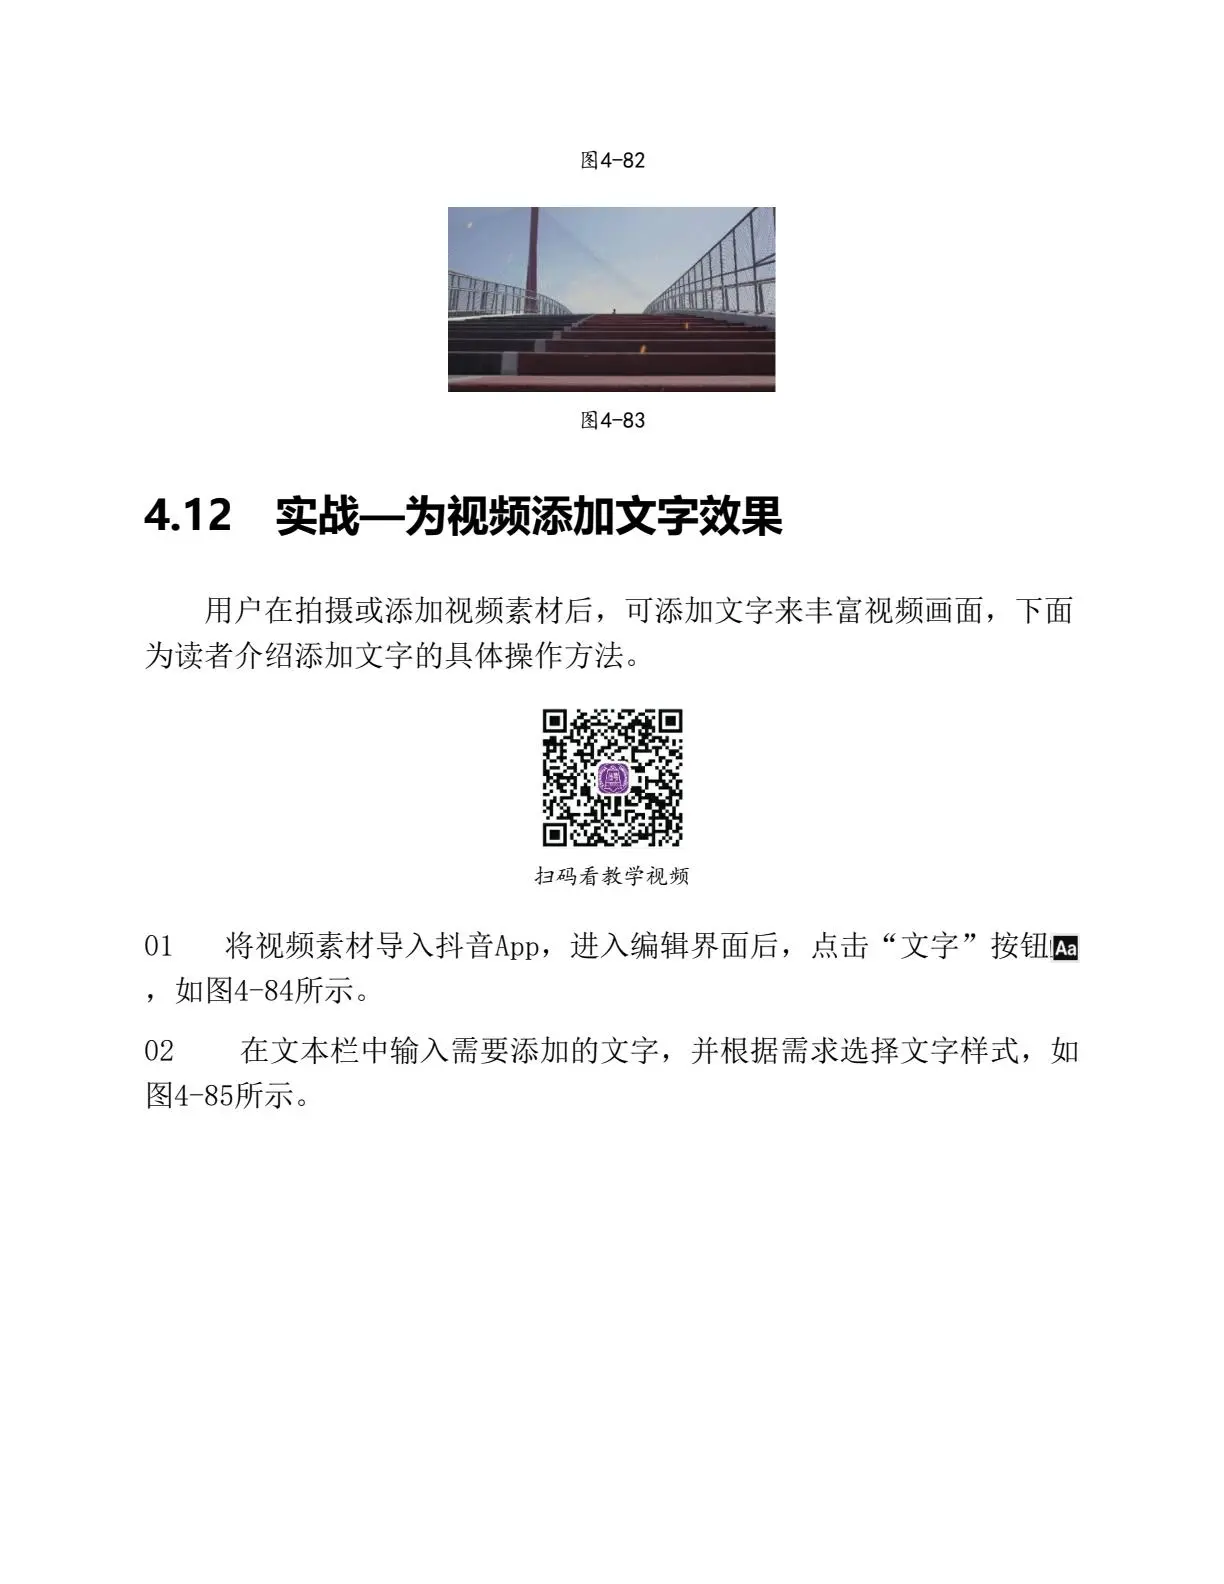 图4-82
图4-83
4.12 实战—为视频添加文字效果
用户在拍摄或添加视频素材后，可添加文字来丰富视频画面，下面
为读者介绍添加文字的具体操作方法。
扫码看教学视频
01 将视频素材导入抖音App，进入编辑界面后，点击“文字”按钮Aa
，如图4-84所示。
02 在文本栏中输入需要添加的文字，并根据需求选择文字样式，如
图4-85所示。